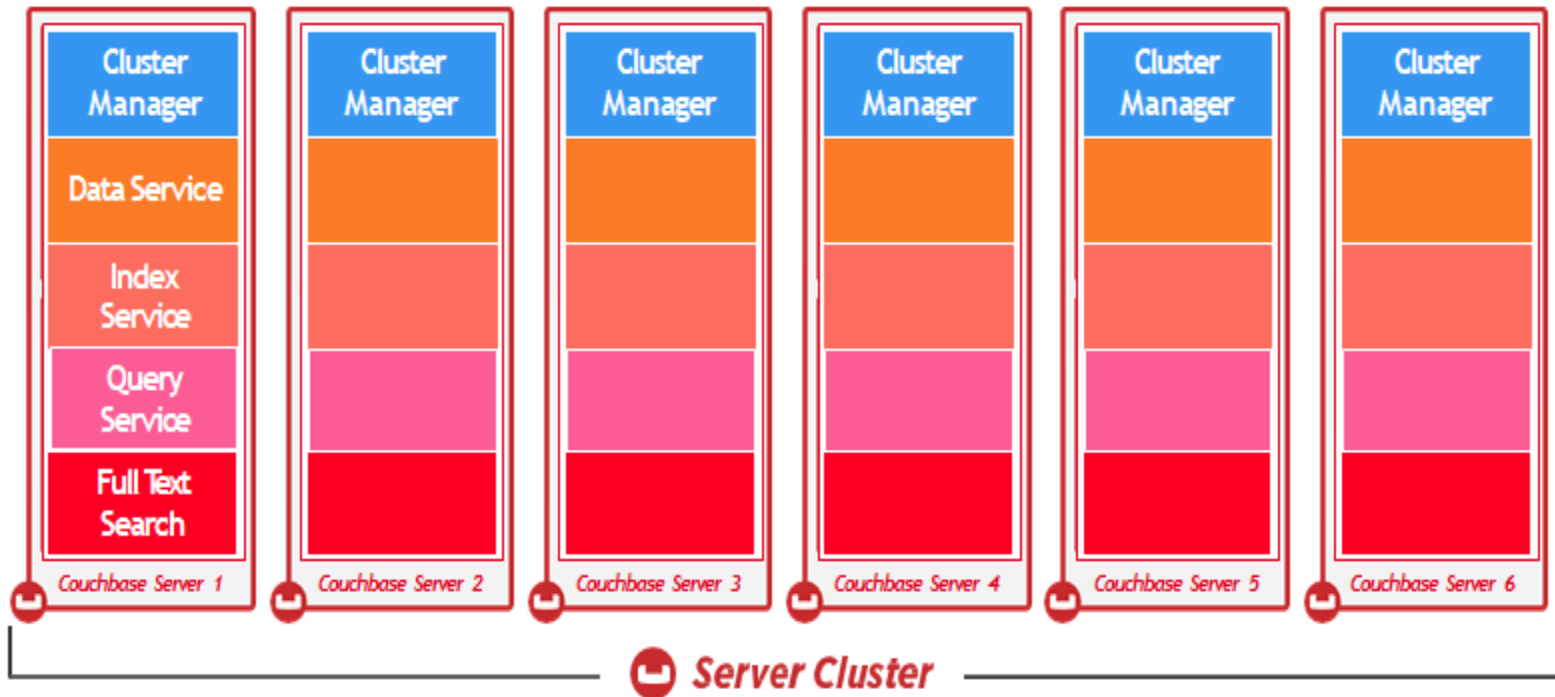 Cluster
Manager
Cluster
Manager
Cluster
Manager
Cluster
Manager
Cluster
Manager
Cluster
Manager
Data Service
Index
Service
Query
Service
Full Text
Search
Couchbase Server 1
Couchbase Server 2
Couchbase Server 3
Couchbase Server 4
Couchbase Server 5
Couchbase Server 6
Server Cluster